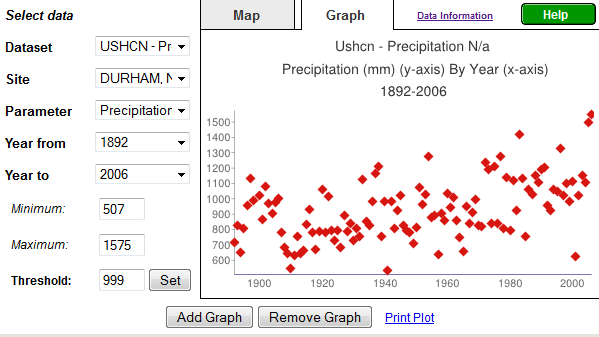 Select data
Map
Graph
Data Information
Help
Dataset
USHCN - Pr
Site
DURHAM, N
Parameter
Precipitation
Year from
1892
Year to
2006
Minimum:
507
Maximum:
1575
Threshold:
999
Set
Ushcn - Precipitation N/a
Precipitation (mm) (y-axis) By Year (x-axis)
1892-2006
1500
1400
1300
1200
1100
1000
900
800
700
600
1900
1920
1940
1960
1980
2000
Add Graph
Remove Graph
Print Plot